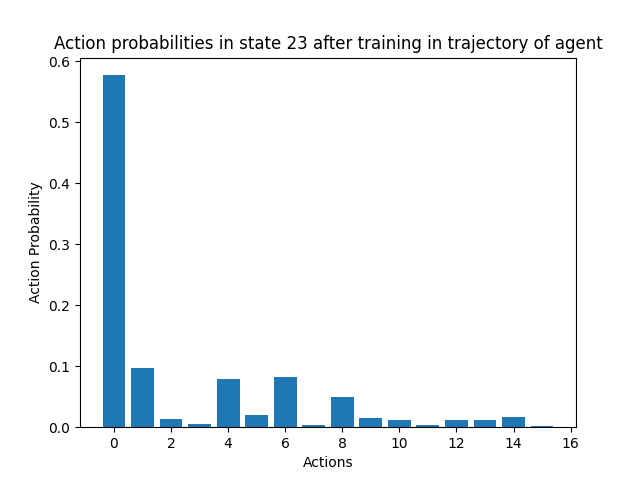 Action probabilities in state 23 after training in trajectory of agent
0.6
0.5
0.4
0.3
0.2
0.1
0.0
Action Probability
0 2 4 6 8 10 12 14 16
Actions